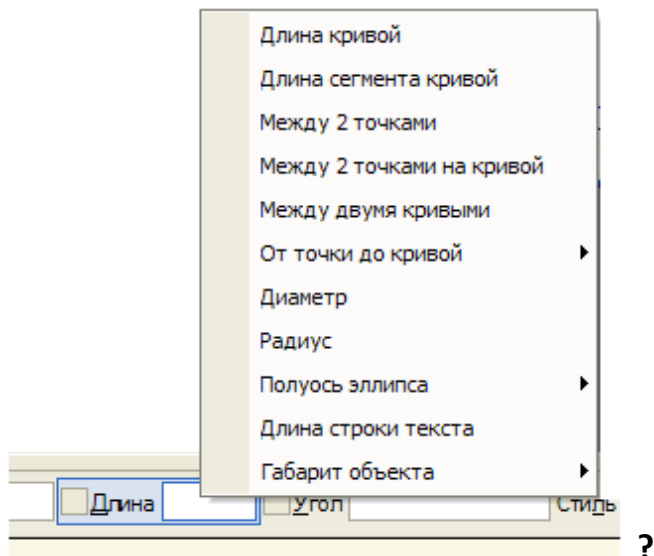 Длина кривой
Длина сегмента кривой
Между 2 точками
Между 2 точками на кривой
Между двумя кривыми
От точки до кривой
Диаметр
Радиус
Полуось эллипса
Длина строки текста
Габарит объекта
Длина Угол Стиль
?